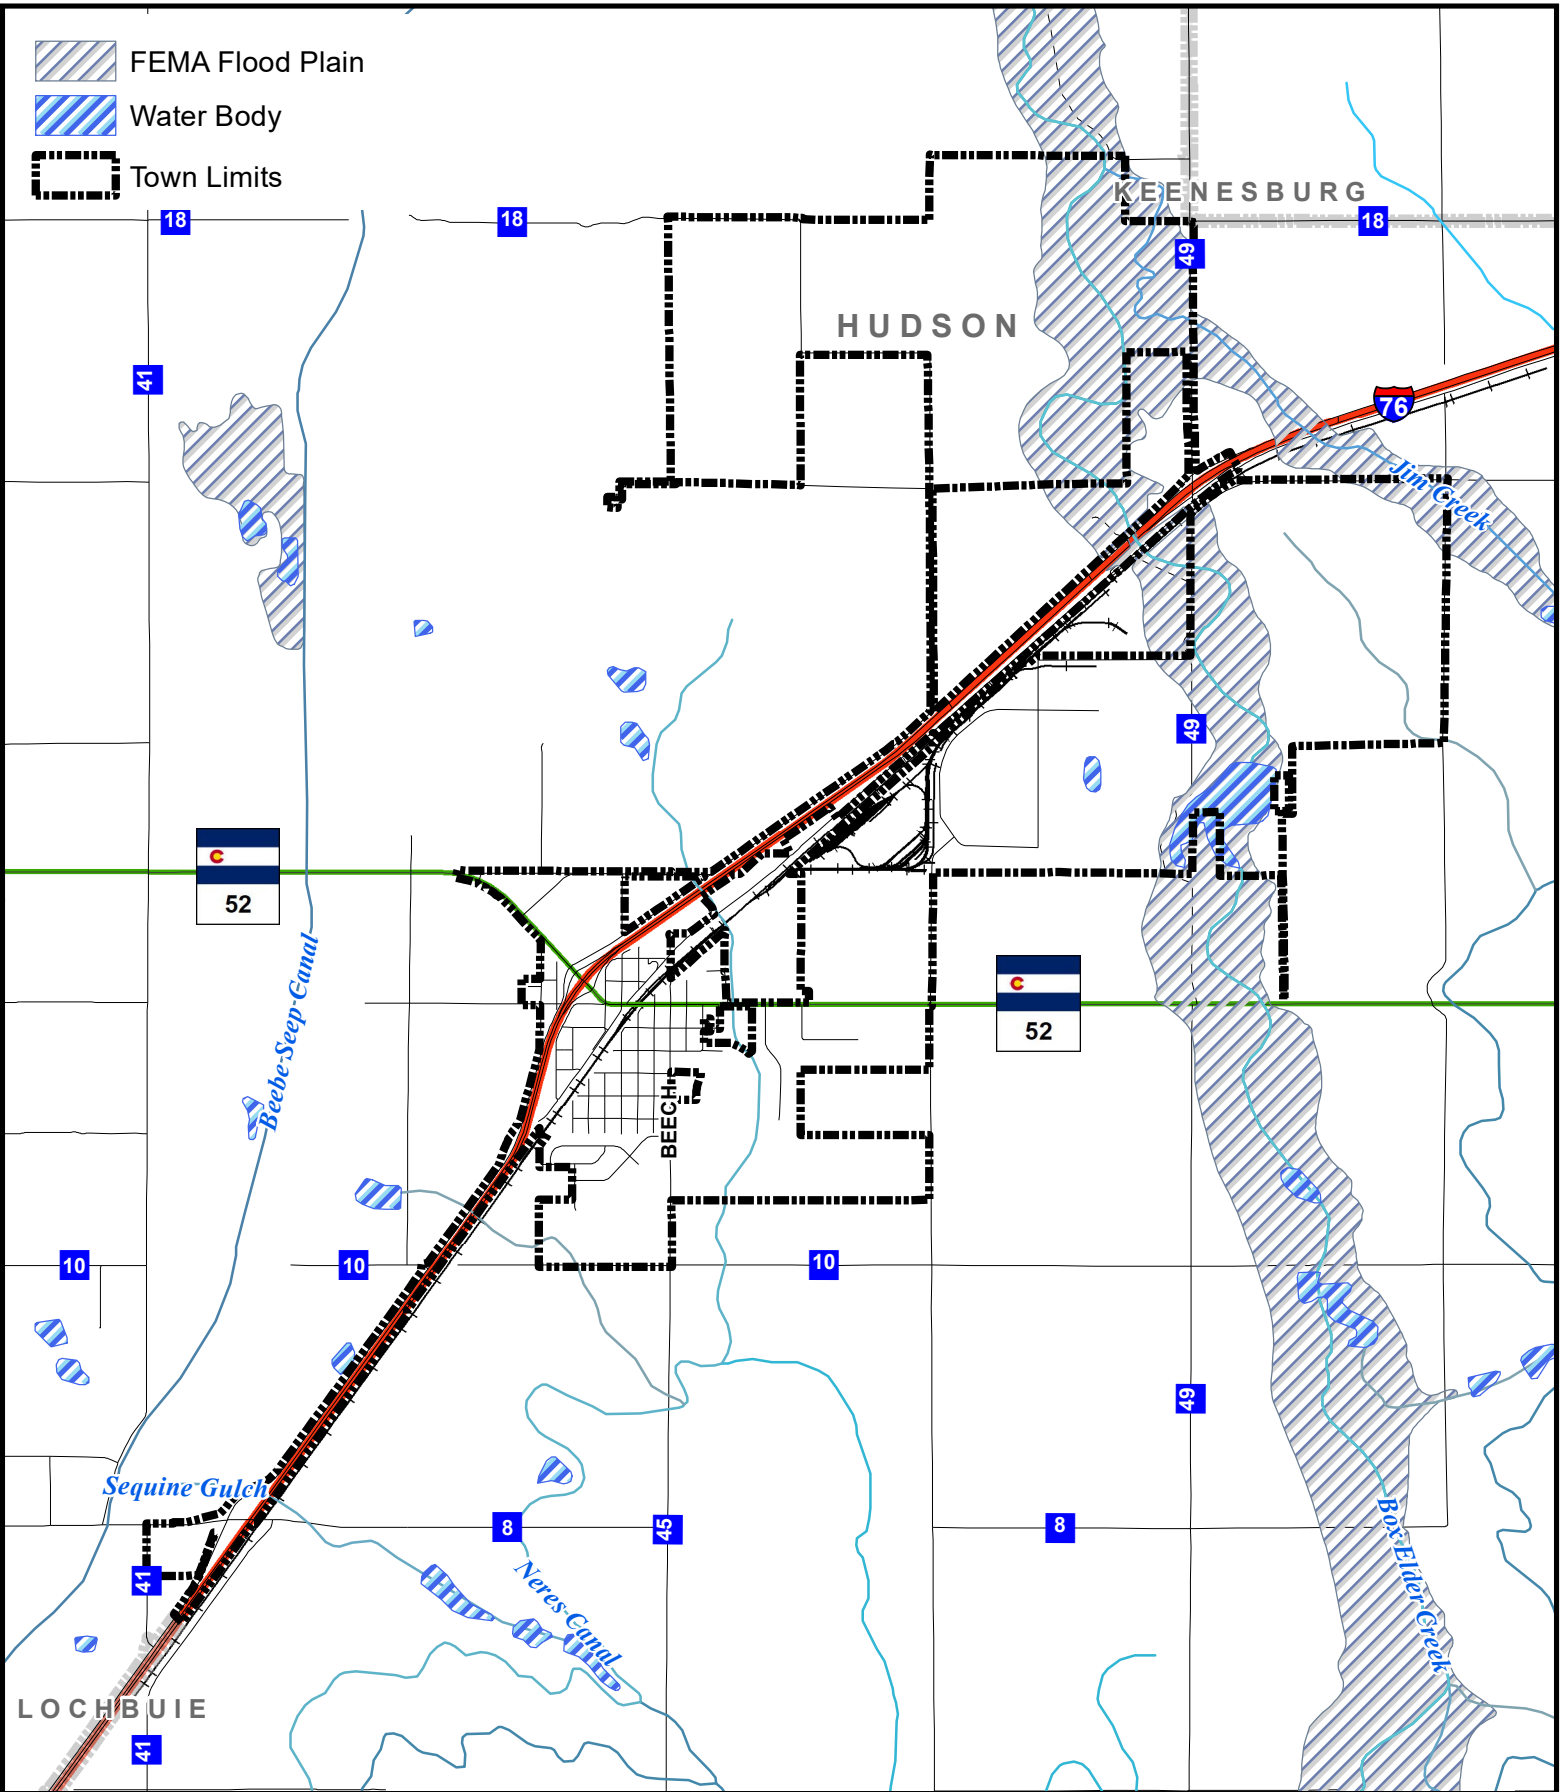 FEMA Flood Plain
Water Body
Town Limits
KEENESBURG
18
18
18
49
HUDSON
41
76
Jim Creek
49
52
Beebe Seep Canal
52
BEECH
10
10
10
49
Sequine Gulch
8
45
8
Box Elder Creek
41
Neres Canal
LOCHBUIE
41